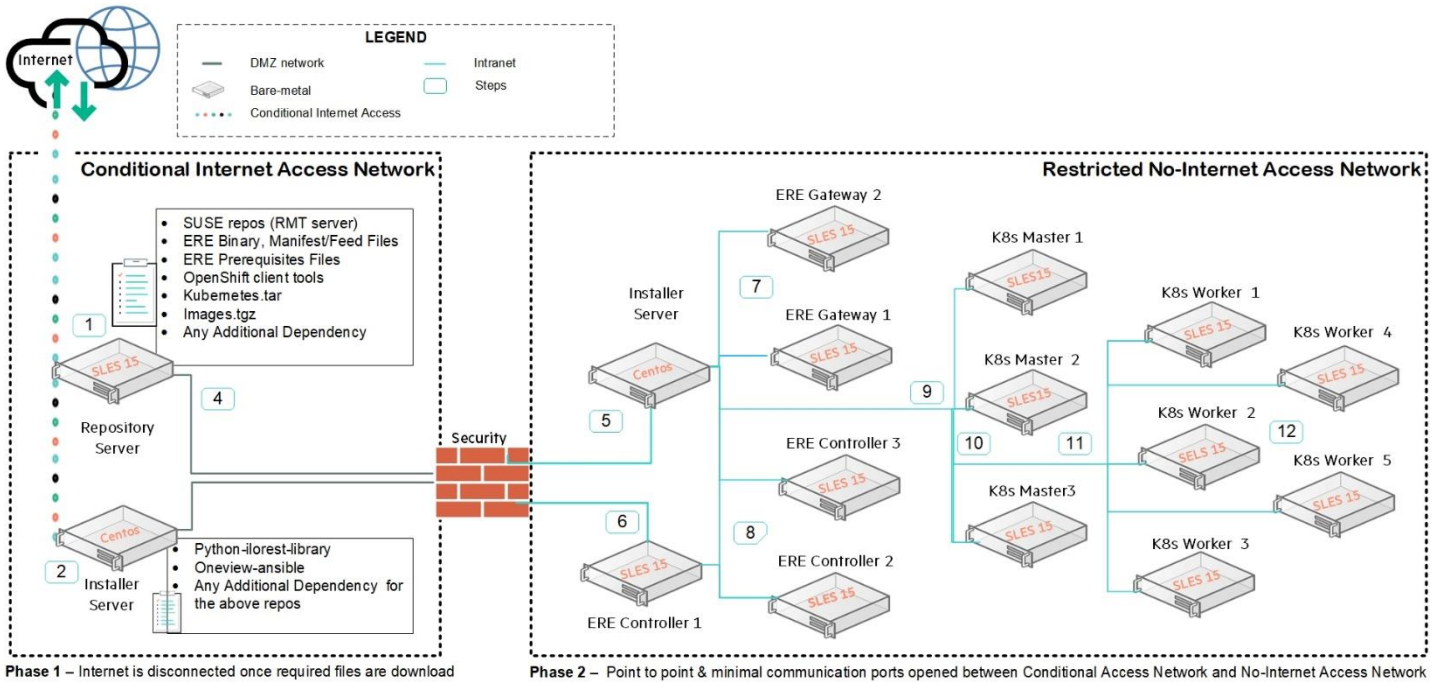 Internet
LEGEND
DMZ network
Intranet
Bare-metal
Steps
Conditional Internet Access
Conditional Internet Access Network
• SUSE repos (RMT server)
• ERE Binary, Manifest/Feed Files
• ERE Prerequisites Files
• OpenShift client tools
• Kubernetes.tar
• Images.tgz
• Any Additional Dependency
1
SLES 15
4
Repository
Server
Centos
2
Installer
Server
• Python-ilorest-library
• Oneview-ansible
• Any Additional Dependency for
the above repos
Security
Restricted No-Internet Access Network
ERE Gateway 2
SLES 15
7
Installer
Server
Centos
5
ERE Gateway 1
SLES 15
K8s Master 1
SLES15
K8s Master 2
SLES15
9
10
K8s Master3
SLES15
ERE Controller 3
SLES 15
6
SLES 15
ERE Controller 1
8
ERE Controller 2
SLES 15
11
K8s Worker 1
SLES 15
K8s Worker 4
SLES 15
K8s Worker 2
SELS 15
12
K8s Worker 5
SLES 15
K8s Worker 3
SLES 15
Phase 1 – Internet is disconnected once required files are download
Phase 2 – Point to point & minimal communication ports opened between Conditional Access Network and No-Internet Access Network